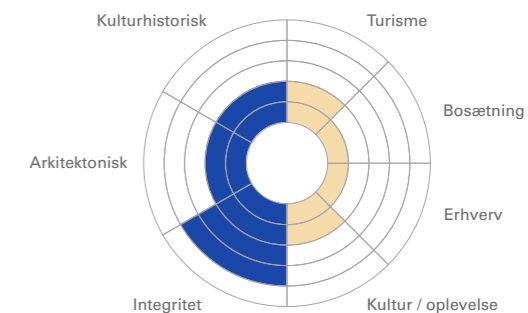 Kulturhistorisk
Turisme
Bosætning
Arkitektonisk
Erhverv
Integritet
Kultur / oplevelse